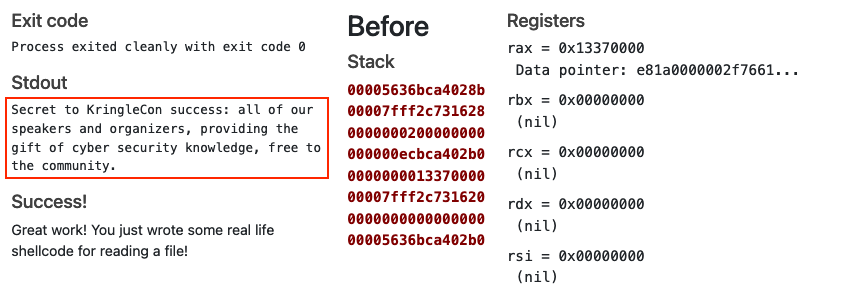 Exit code
Process exited cleanly with exit code 0
Stdout
Secret to KringleCon success: all of our
speakers and organizers, providing the
gift of cyber security knowledge, free to
the community.
Success!
Great work! You just wrote some real life
shellcode for reading a file!
Before
Stack
00005636bca4028b
00007fff2c731628
0000000200000000
000000ecbca402b0
0000000013370000
00007fff2c731620
0000000000000000
00005636bca402b0
Registers
rax = 0x13370000
Data pointer: e81a0000002f7661...
rbx = 0x00000000
(nil)
rcx = 0x00000000
(nil)
rdx = 0x00000000
(nil)
rsi = 0x00000000
(nil)